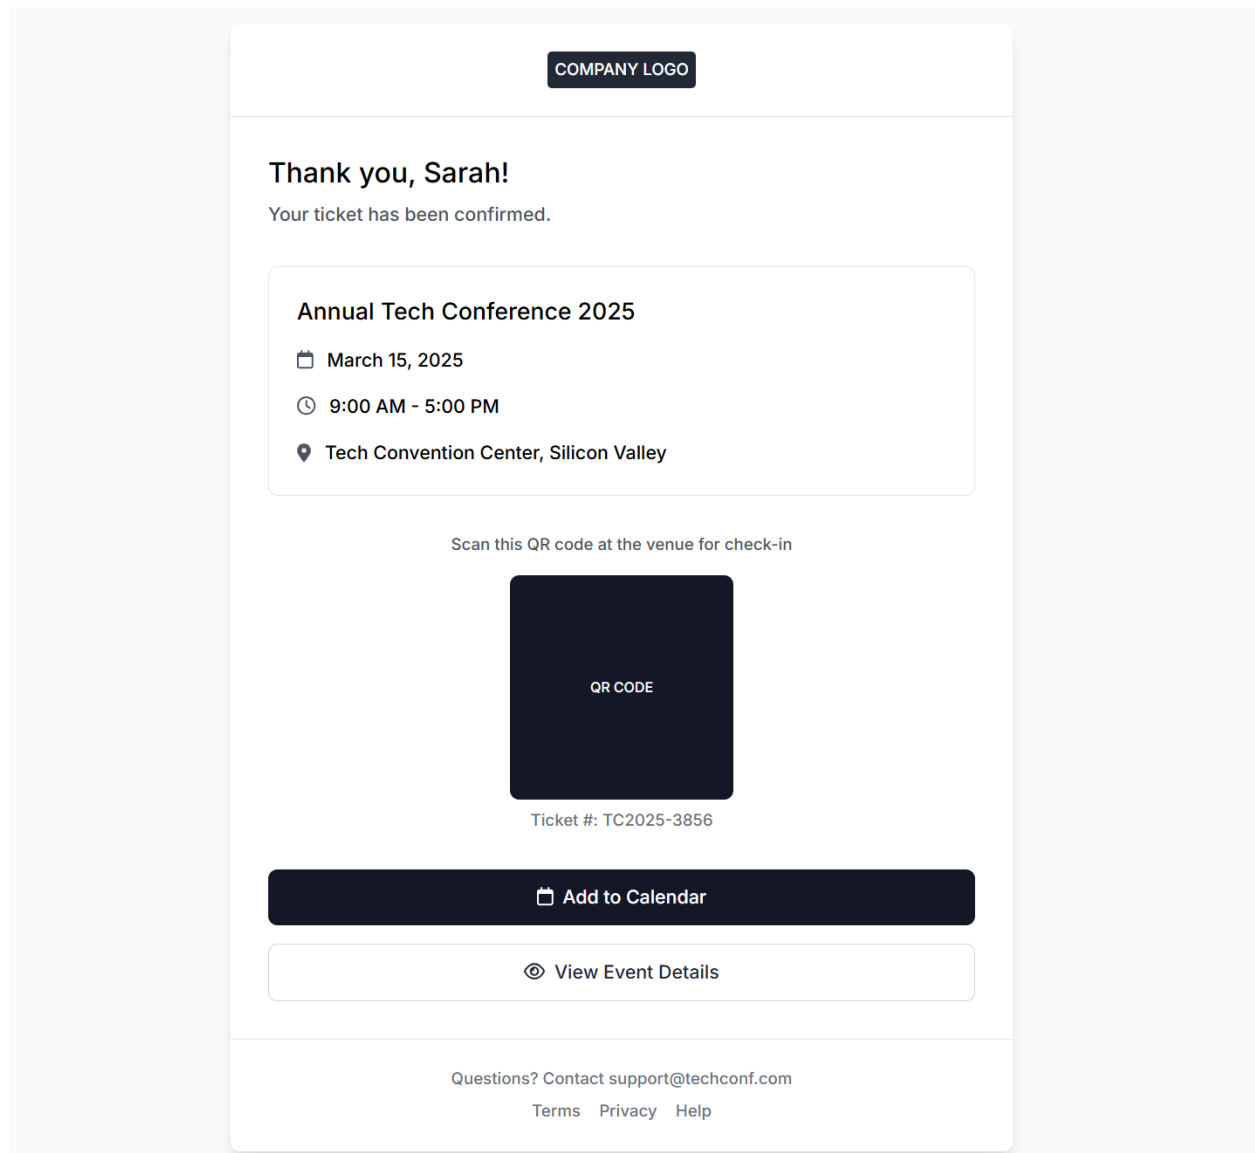 COMPANY LOGO
Thank you, Sarah!
Your ticket has been confirmed.
Annual Tech Conference 2025
March 15, 2025
9:00 AM - 5:00 PM
Tech Convention Center, Silicon Valley
Scan this QR code at the venue for check-in
QR CODE
Ticket #: TC2025-3856
Add to Calendar
View Event Details
Questions? Contact support@techconf.com
Terms Privacy Help